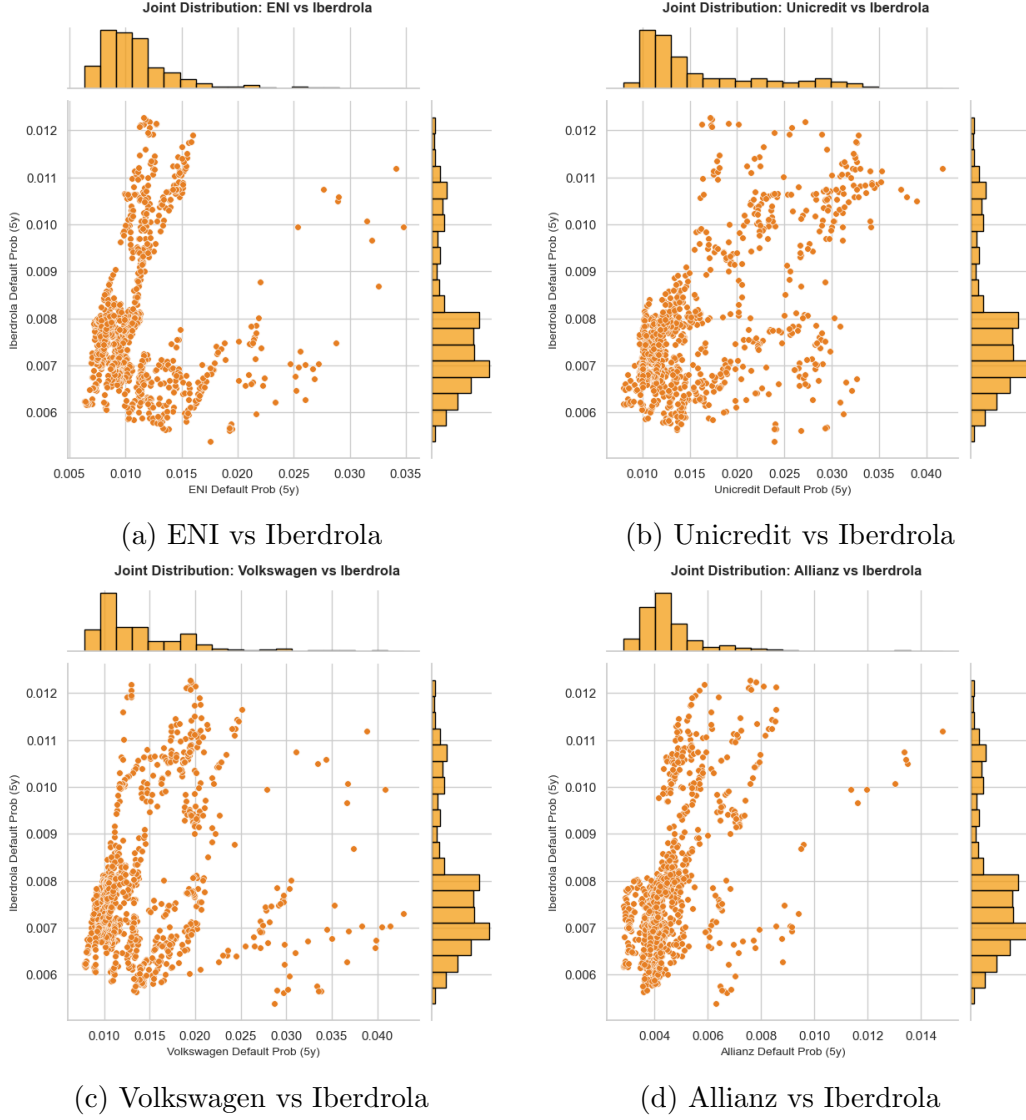 Joint Distribution: ENI vs Iberdrola
Iberdrola Default Prob (5y)
0.012
0.011
0.010
0.009
0.008
0.007
0.006
0.005 0.010 0.015 0.020 0.025 0.030 0.035
ENI Default Prob (5y)
(a) ENI vs Iberdrola
Joint Distribution: Unicredit vs Iberdrola
Iberdrola Default Prob (5y)
0.012
0.011
0.010
0.009
0.008
0.007
0.006
0.010 0.015 0.020 0.025 0.030 0.035 0.040
Unicredit Default Prob (5y)
(b) Unicredit vs Iberdrola
Joint Distribution: Volkswagen vs Iberdrola
Iberdrola Default Prob (5y)
0.012
0.011
0.010
0.009
0.008
0.007
0.006
0.010 0.015 0.020 0.025 0.030 0.035 0.040
Volkswagen Default Prob (5y)
(c) Volkswagen vs Iberdrola
Joint Distribution: Allianz vs Iberdrola
Iberdrola Default Prob (5y)
0.012
0.011
0.010
0.009
0.008
0.007
0.006
0.004 0.006 0.008 0.010 0.012 0.014
Allianz Default Prob (5y)
(d) Allianz vs Iberdrola